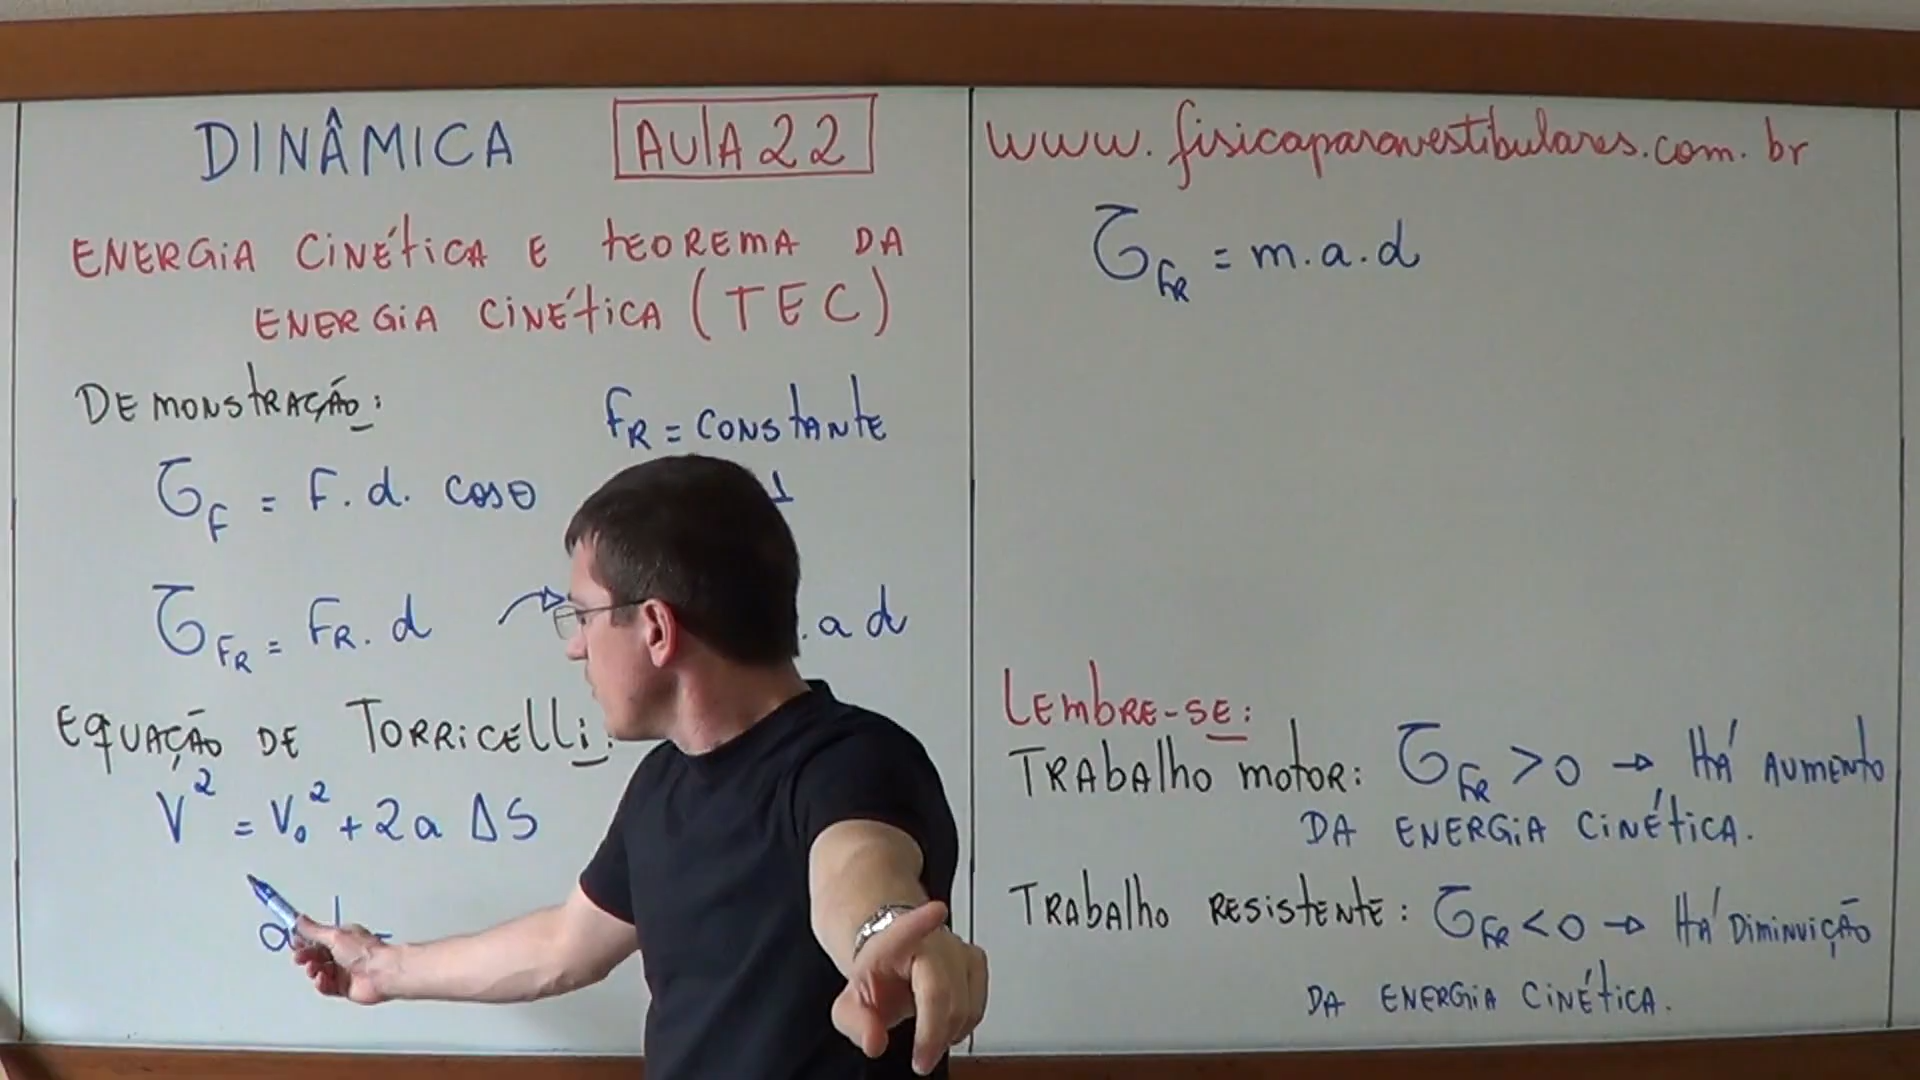 DINÂMICA AULA 22
ENERGIA CINÉTICA E TEOREMA DA
ENERGIA CINÉTICA (TEC)
DEMONSTRAÇÃO:
FR = CONSTANTE
τF = F. d. cosθ 1
τFR = FR. d .a d
EQUAÇÃO DE TORRICELLI:
V² = V₀² + 2a ΔS
www.fisicaparavestibulares.com.br
τFR = m.a.d
LEMBRE-SE:
TRABALHO MOTOR: τFR > 0 → HÁ AUMENTO
DA ENERGIA CINÉTICA.
TRABALHO RESISTENTE: τFR < 0 → HÁ DIMINUIÇÃO
DA ENERGIA CINÉTICA.